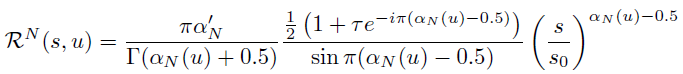 $$\mathcal{R}^N(s,u) = \frac{\pi\alpha'_N}{\Gamma(\alpha_N(u)+0.5)} \frac{\frac{1}{2}\left(1+\tau e^{-i\pi(\alpha_N(u)-0.5)}\right)}{\sin\pi(\alpha_N(u)-0.5)} \left(\frac{s}{s_0}\right)^{\alpha_N(u)-0.5}$$